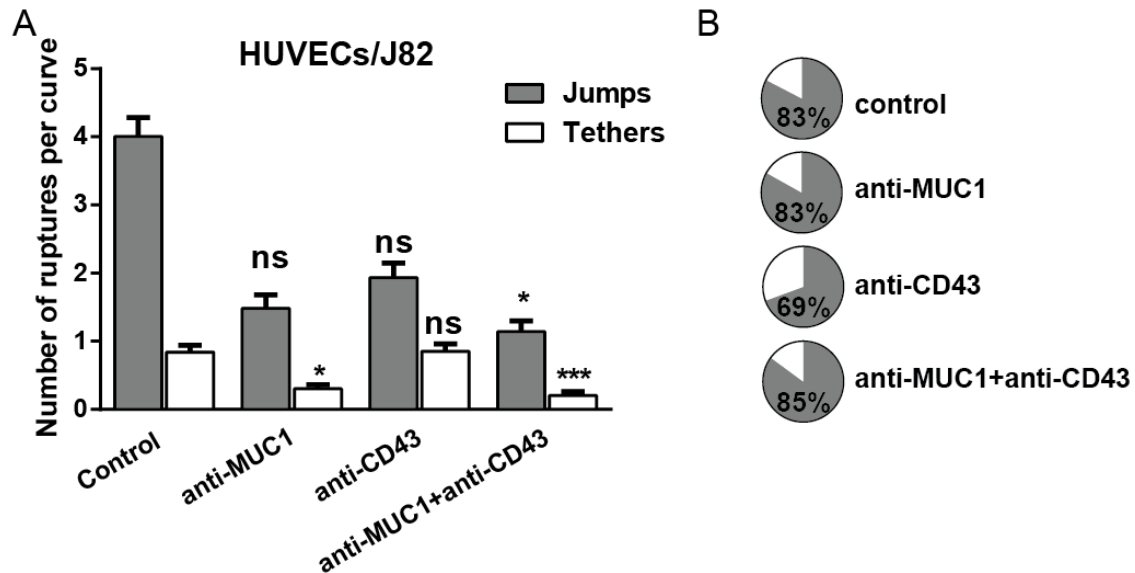 A
HUVECs/J82
Number of ruptures per curve
5
4
3
2
1
0
Jumps
Tethers
ns
*
ns
ns
*
***
Control
anti-MUC1
anti-CD43
anti-MUC1+anti-CD43
B
83%
control
83%
anti-MUC1
69%
anti-CD43
85%
anti-MUC1+anti-CD43